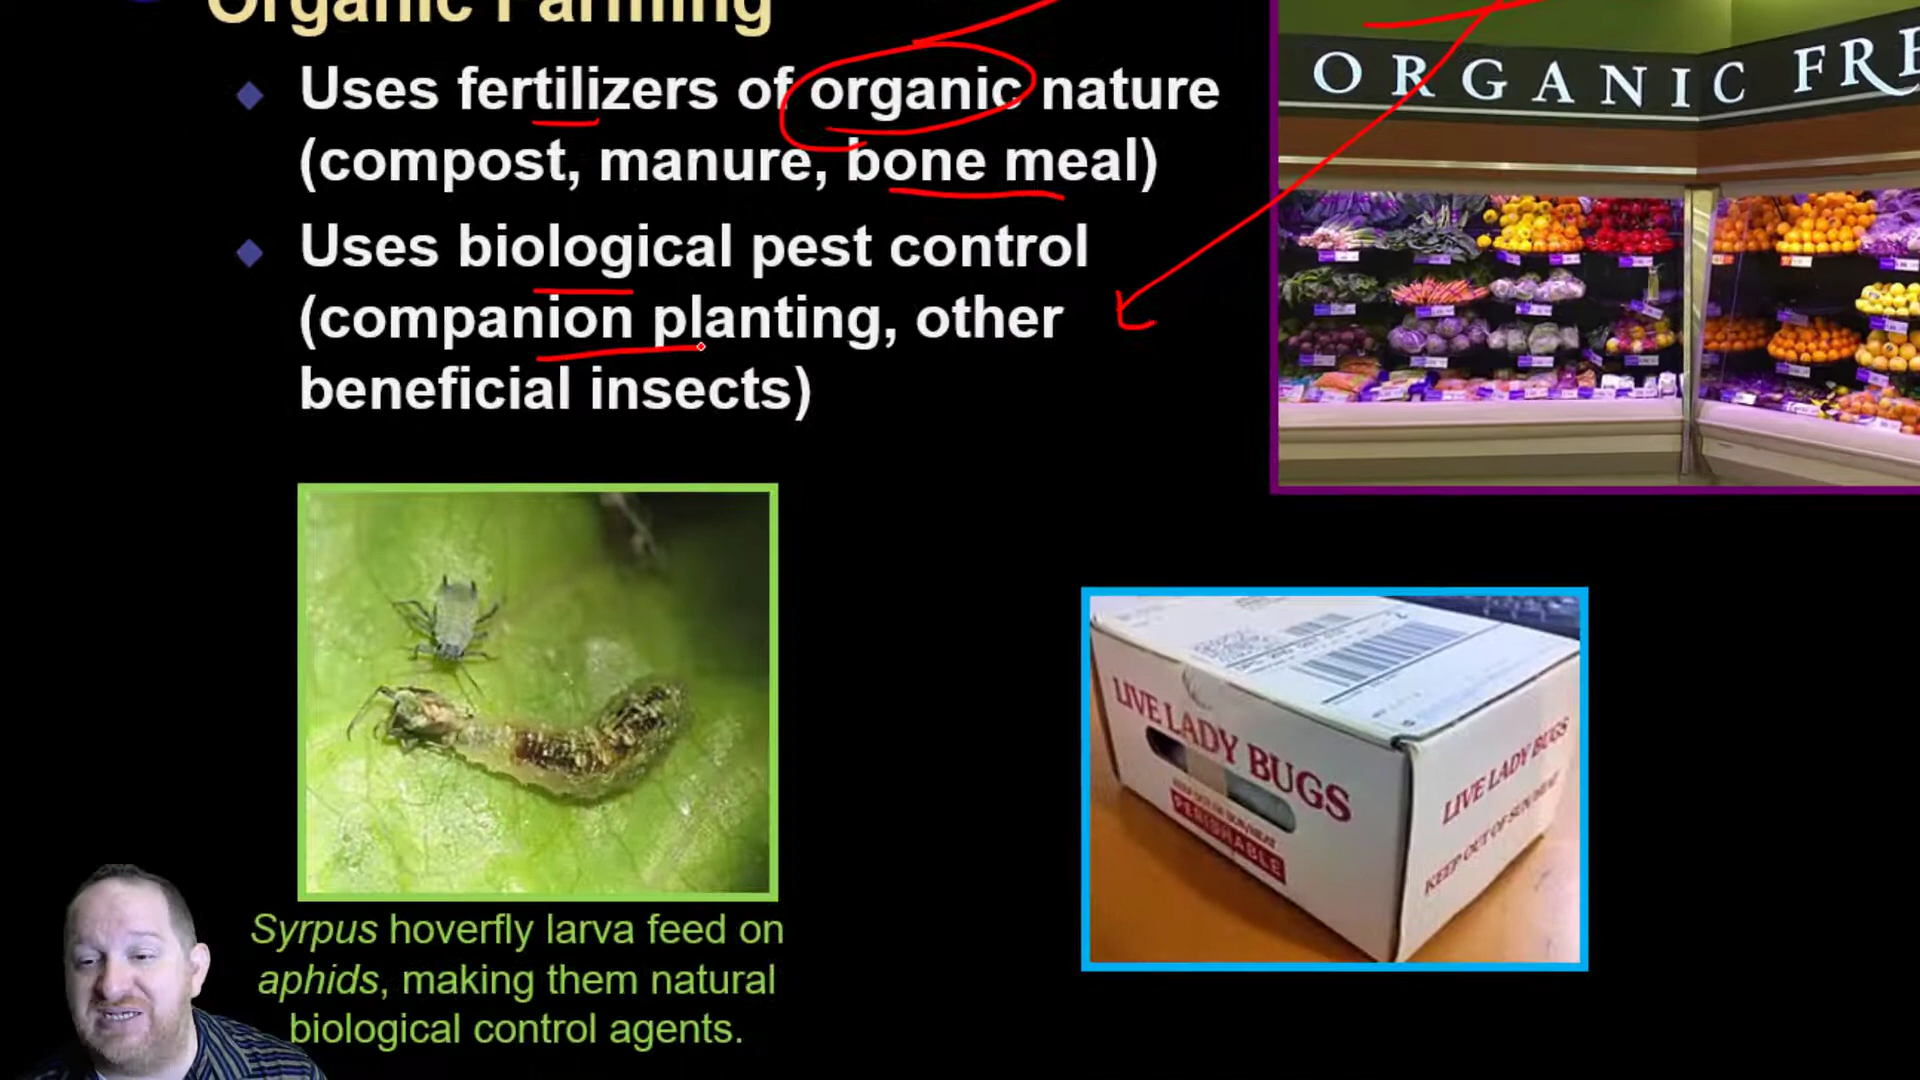 Organic Farming
Uses fertilizers of organic nature
(compost, manure, bone meal)
Uses biological pest control
(companion planting, other
beneficial insects)
ORGANIC FRE
LIVE LADY BUGS
PERISHABLE
LIVE LADY BUGS
KEEP OUT OF SUN
Syrpus hoverfly larva feed on
aphids, making them natural
biological control agents.